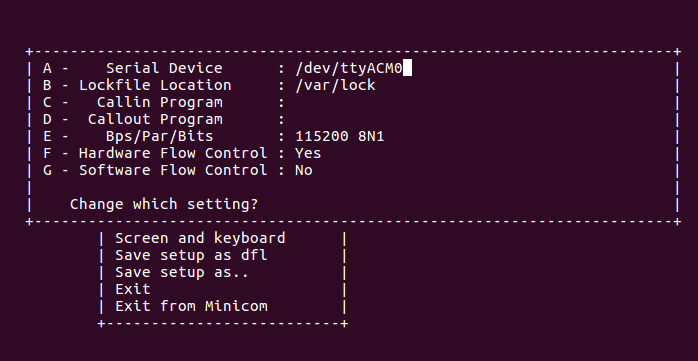 A - Serial Device : /dev/ttyACM0
B - Lockfile Location : /var/lock
C - Callin Program :
D - Callout Program :
E - Bps/Par/Bits : 115200 8N1
F - Hardware Flow Control : Yes
G - Software Flow Control : No
Change which setting?
Screen and keyboard
Save setup as dfl
Save setup as..
Exit
Exit from Minicom